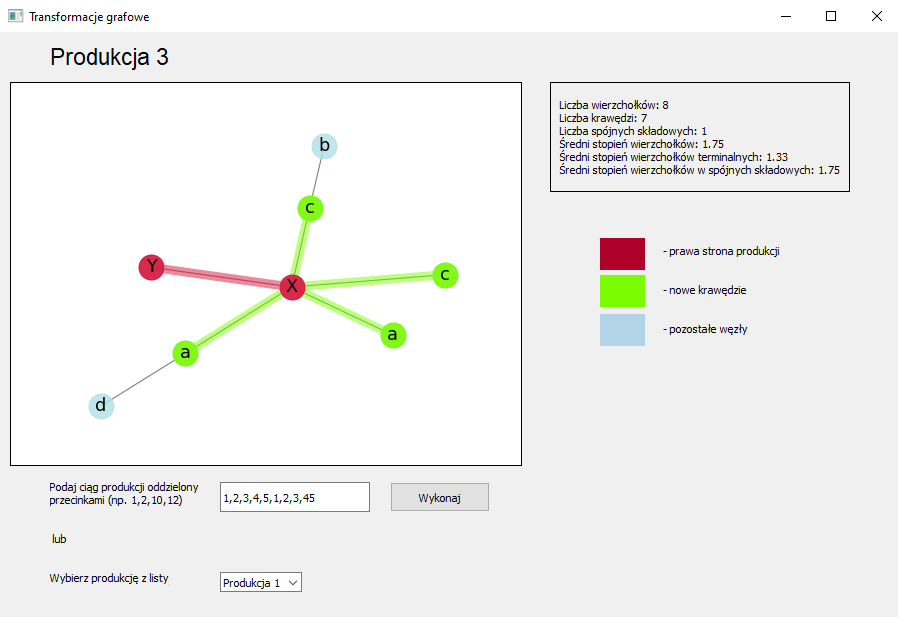 Transformacje grafowe
Produkcja 3
b
c
Y
X
c
a
a
d
Liczba wierzchołków: 8
Liczba krawędzi: 7
Liczba spójnych składowych: 1
Średni stopień wierzchołków: 1.75
Średni stopień wierzchołków terminalnych: 1.33
Średni stopień wierzchołków w spójnych składowych: 1.75
- prawa strona produkcji
- nowe krawędzie
- pozostałe węzły
Podaj ciąg produkcji oddzielony
przecinkami (np. 1,2,10,12)
1,2,3,4,5,1,2,3,45
Wykonaj
lub
Wybierz produkcję z listy
Produkcja 1